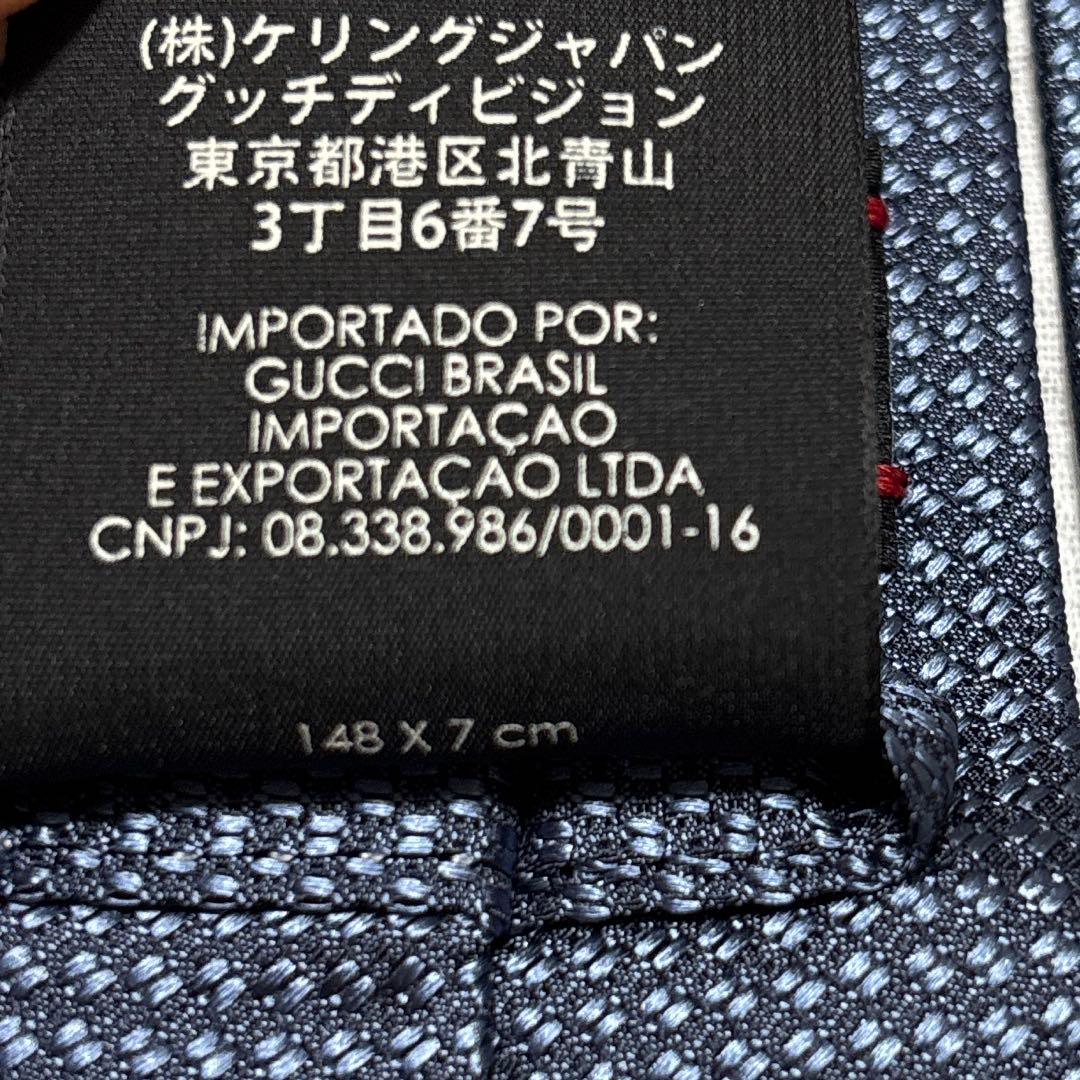 (株)ケリングジャパン
グッチディビジョン
東京都港区北青山
3丁目6番7号
IMPORTADO POR:
GUCCI BRASIL
IMPORTAÇAO
E EXPORTAÇAO LTDA
CNPJ: 08.338.986/0001-16
148 X 7 cm